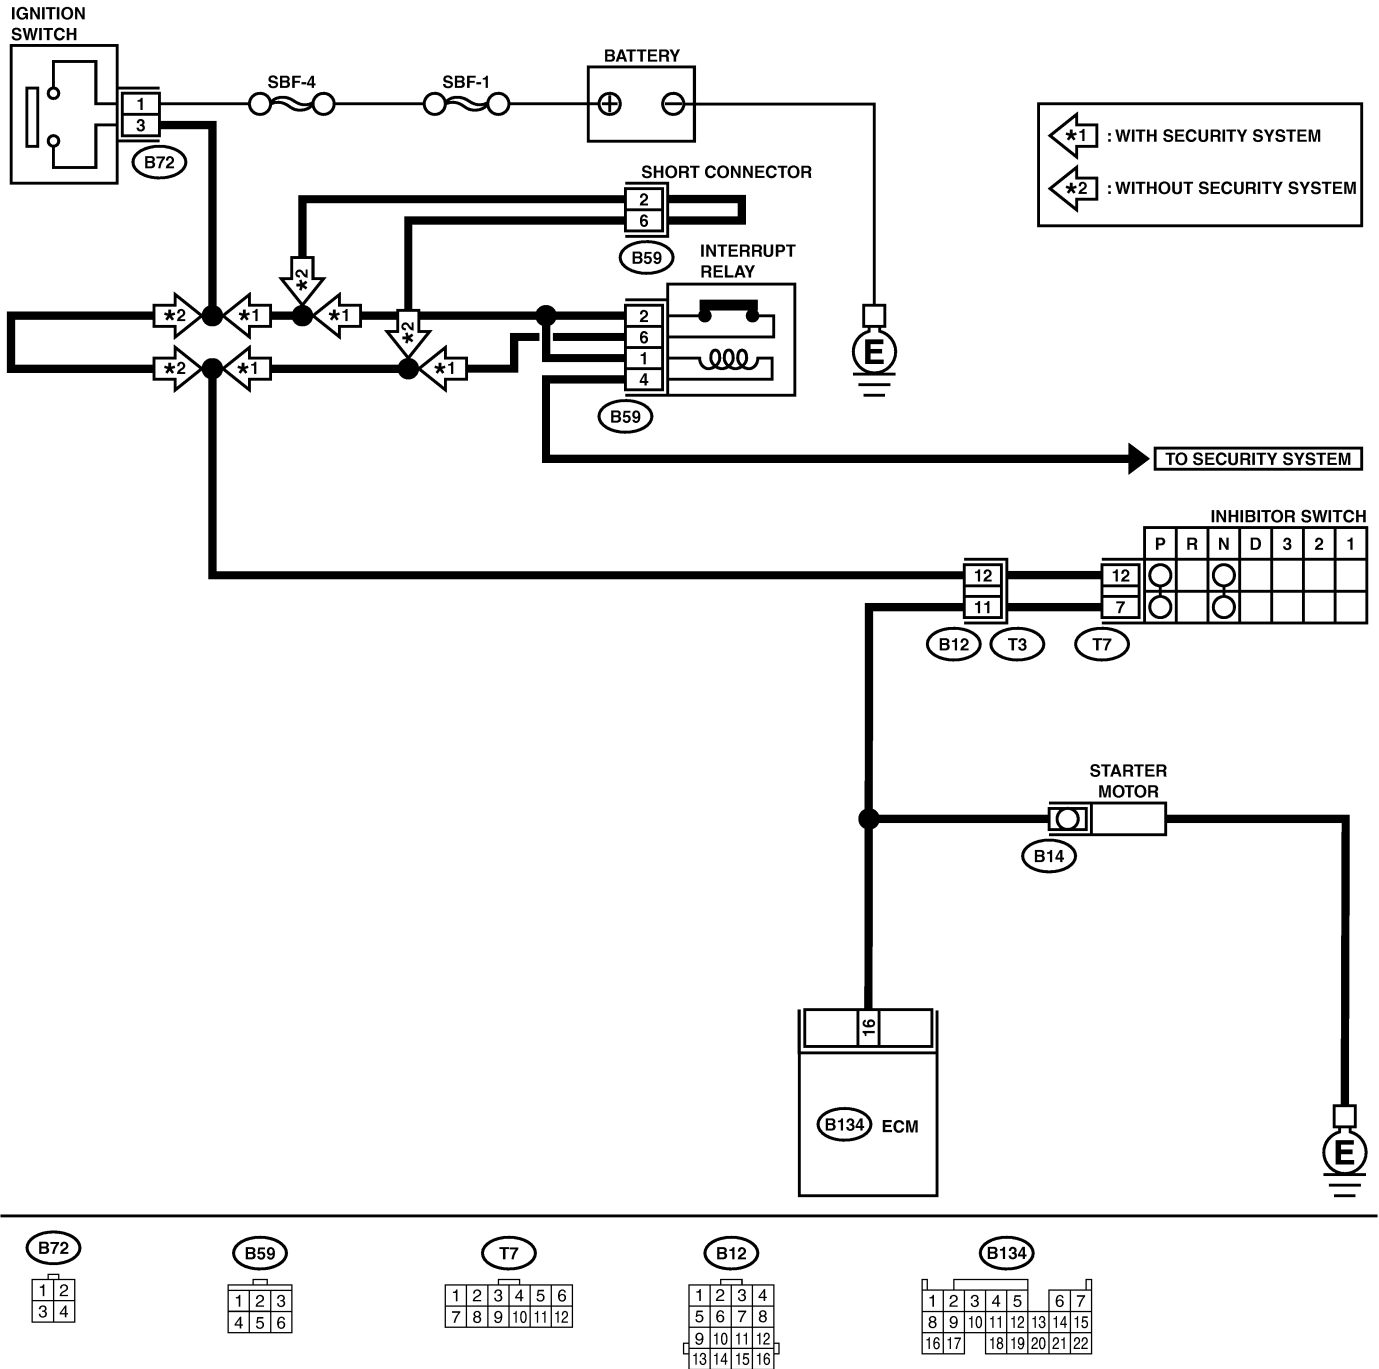 IGNITION
SWITCH
BATTERY
SBF-4
SBF-1
1
3
B72
+
−
*1 : WITH SECURITY SYSTEM
*2 : WITHOUT SECURITY SYSTEM
SHORT CONNECTOR
2
6
B59
INTERRUPT
RELAY
*2
*2
*2 *1 *1
*2 *1 *1
2
6
1
4
B59
E
TO SECURITY SYSTEM
INHIBITOR SWITCH
P R N D 3 2 1
12 12
11 7
B12 T3 T7
STARTER
MOTOR
B14
16
B134 ECM
E
B72
1 2
3 4
B59
1 2 3
4 5 6
T7
1 2 3 4 5 6
7 8 9 10 11 12
B12
1 2 3 4
5 6 7 8
9 10 11 12
13 14 15 16
B134
1 2 3 4 5 6 7
8 9 10 11 12 13 14 15
16 17 18 19 20 21 22